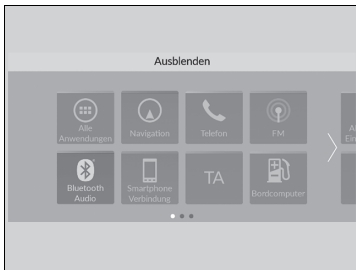 Ausblenden
Alle
Anwendungen
Navigation
Telefon
FM
Bluetooth
Audio
Smartphone
Verbindung
TA
Bordcomputer